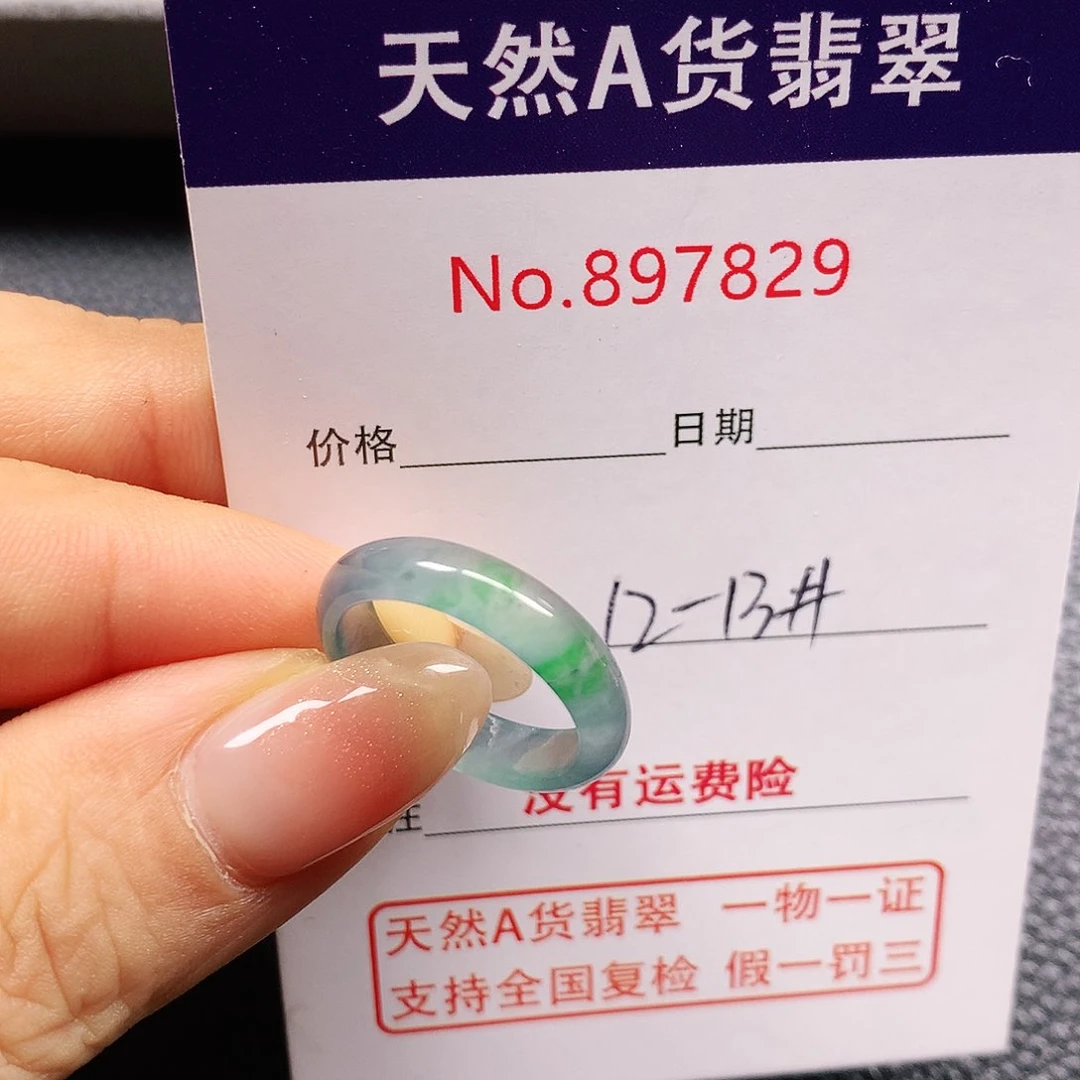 天然A货翡翠
No.897829
价格 日期
12-13#
没有运费险
注
天然A货翡翠 一物一证
支持全国复检 假一罚三